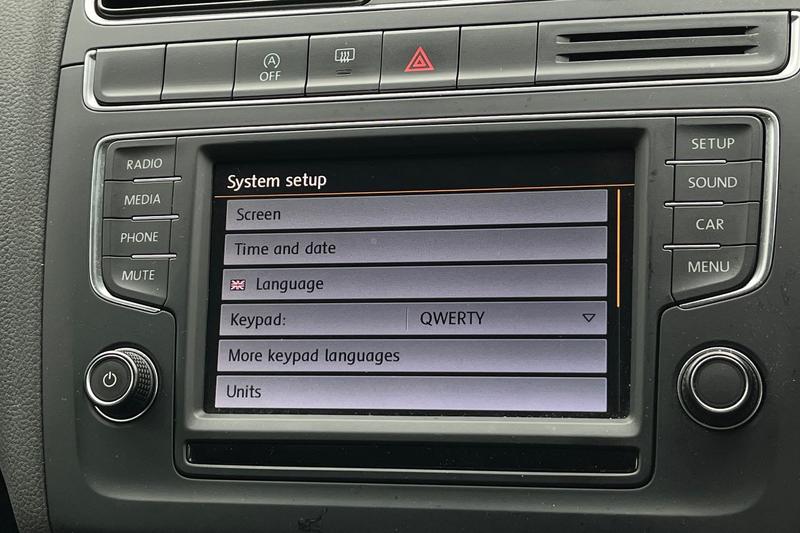 A
OFF
RADIO
MEDIA
PHONE
MUTE
System setup
Screen
Time and date
Language
Keypad: QWERTY
More keypad languages
Units
SETUP
SOUND
CAR
MENU